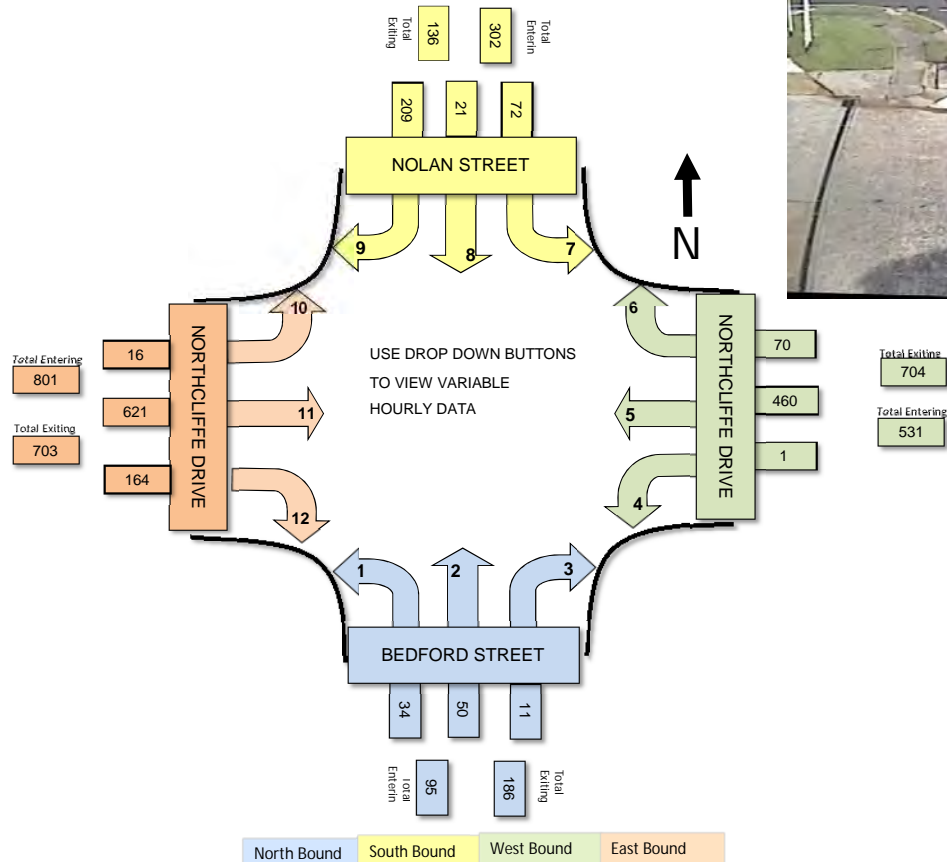 Total Exiting
136
302
Total Enterin
209
21
72
NOLAN STREET
9
8
7
N
10
6
NORTHCLIFFE DRIVE
16
621
164
Total Entering
801
Total Exiting
703
USE DROP DOWN BUTTONS
TO VIEW VARIABLE
HOURLY DATA
11
5
12
4
NORTHCLIFFE DRIVE
70
460
1
Total Exiting
704
Total Entering
531
1
2
3
BEDFORD STREET
34
50
11
Total Enterin
95
186
Total Exiting
North Bound
South Bound
West Bound
East Bound